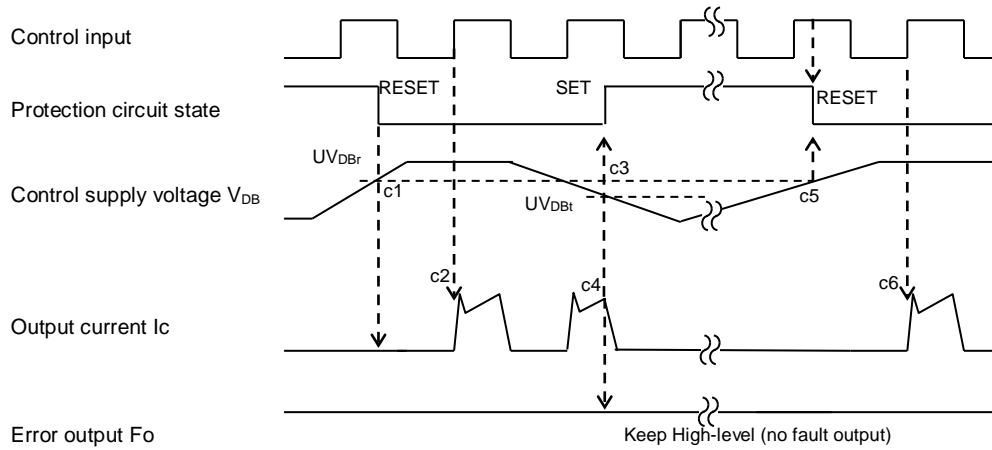 Control input
Protection circuit state
RESET
SET
RESET
UVDBr
c1
c3
c5
Control supply voltage VDB
UVDBt
c2
c4
c6
Output current Ic
Error output Fo
Keep High-level (no fault output)